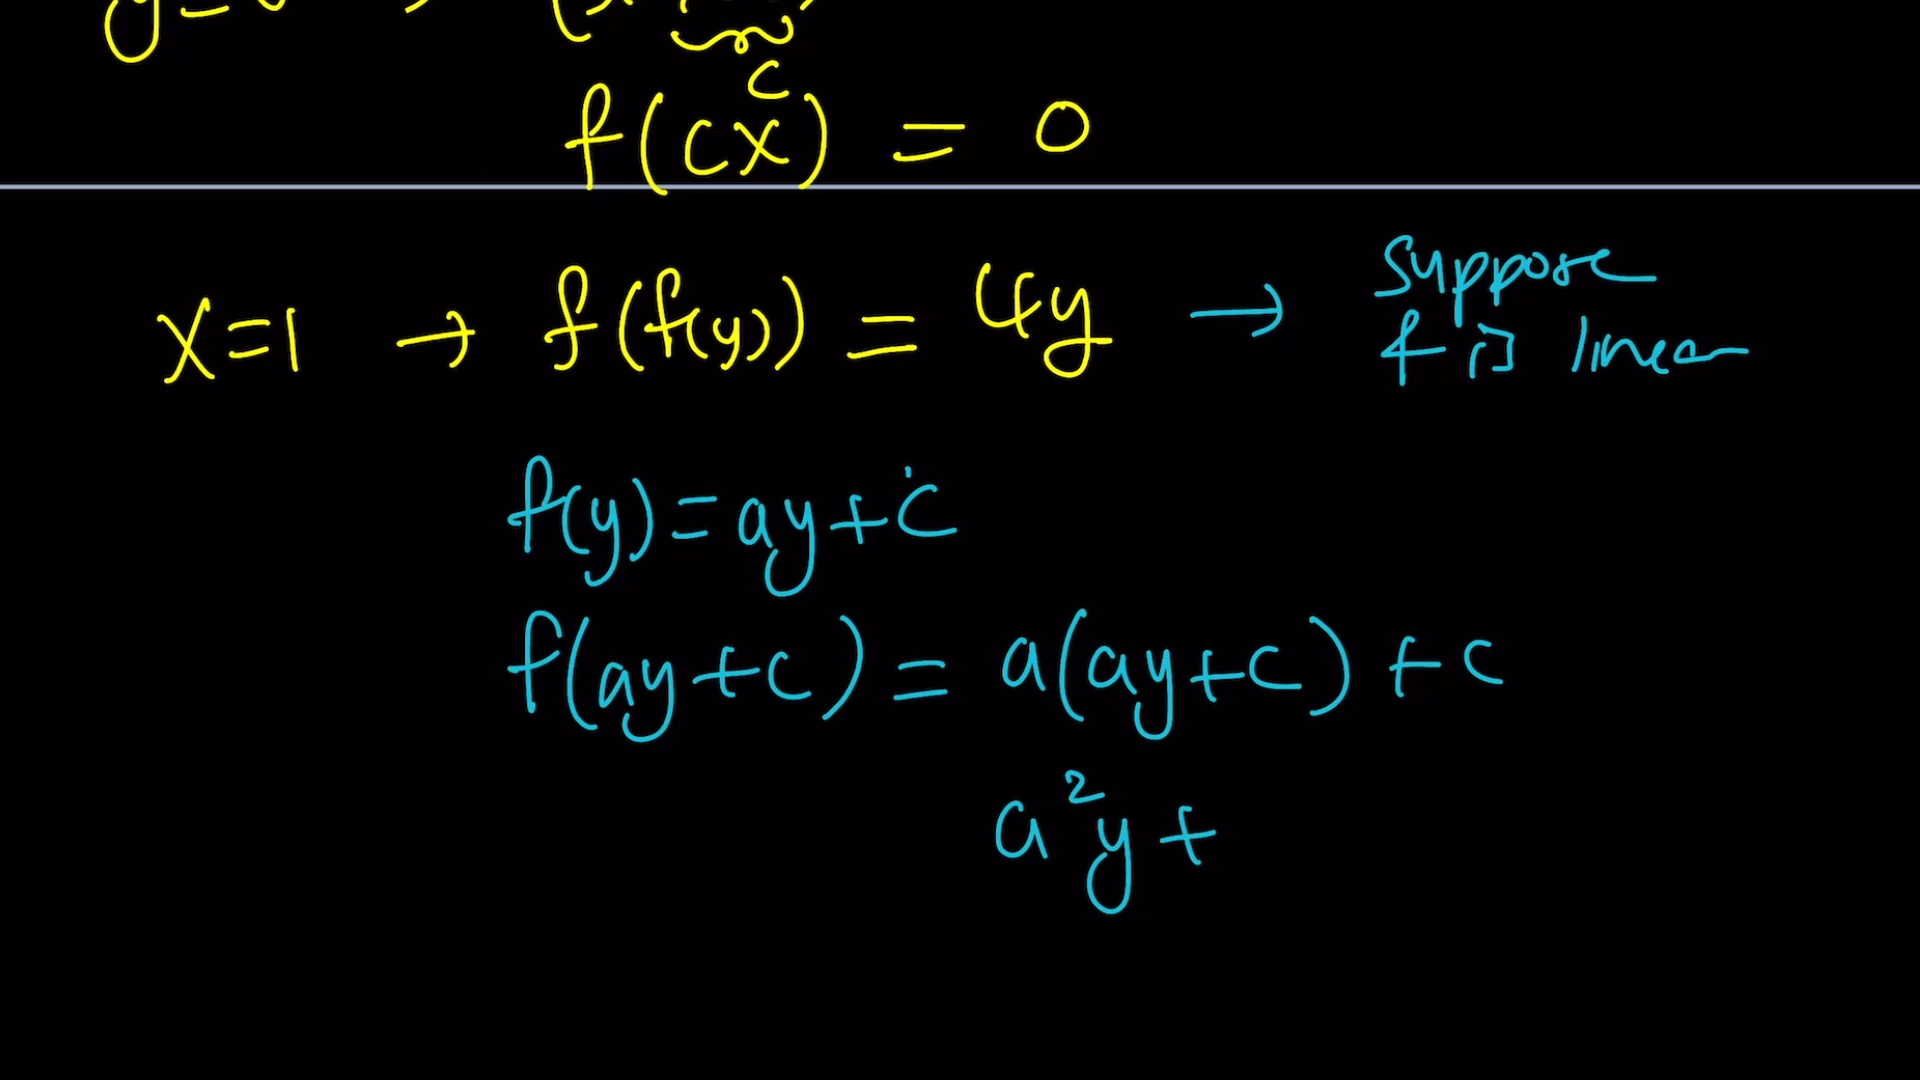 c
f(cx) = 0
x=1 → f(f(y)) = 4y → Suppose
f is linear
f(y)=ay+c
f(ay+c) = a(ay+c) + c
a²y +